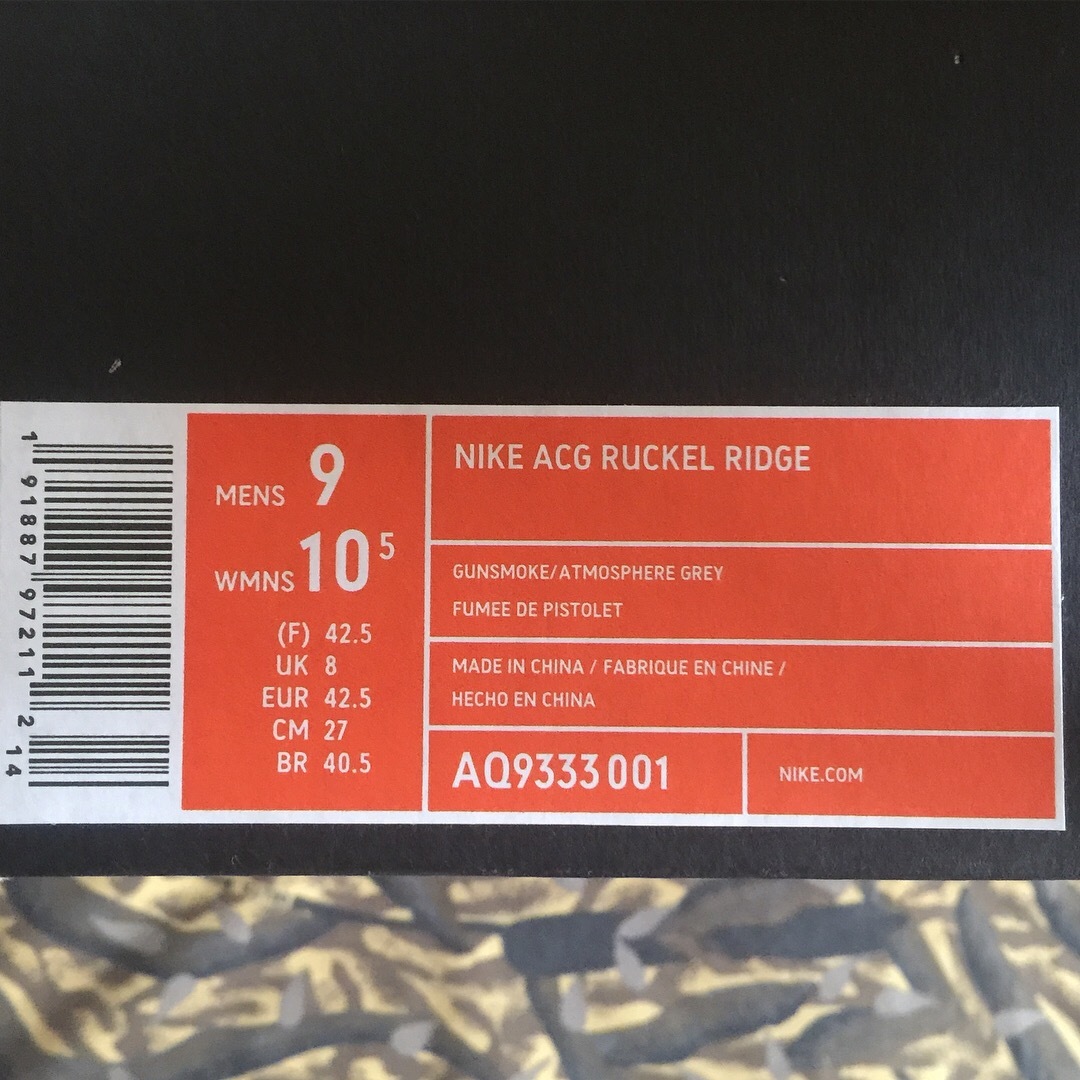 1 91887 97211 2 14
MENS 9
WMNS 10 5
(F) 42.5
UK 8
EUR 42.5
CM 27
BR 40.5
NIKE ACG RUCKEL RIDGE
GUNSMOKE/ATMOSPHERE GREY
FUMEE DE PISTOLET
MADE IN CHINA / FABRIQUE EN CHINE /
HECHO EN CHINA
AQ9333 001
NIKE.COM